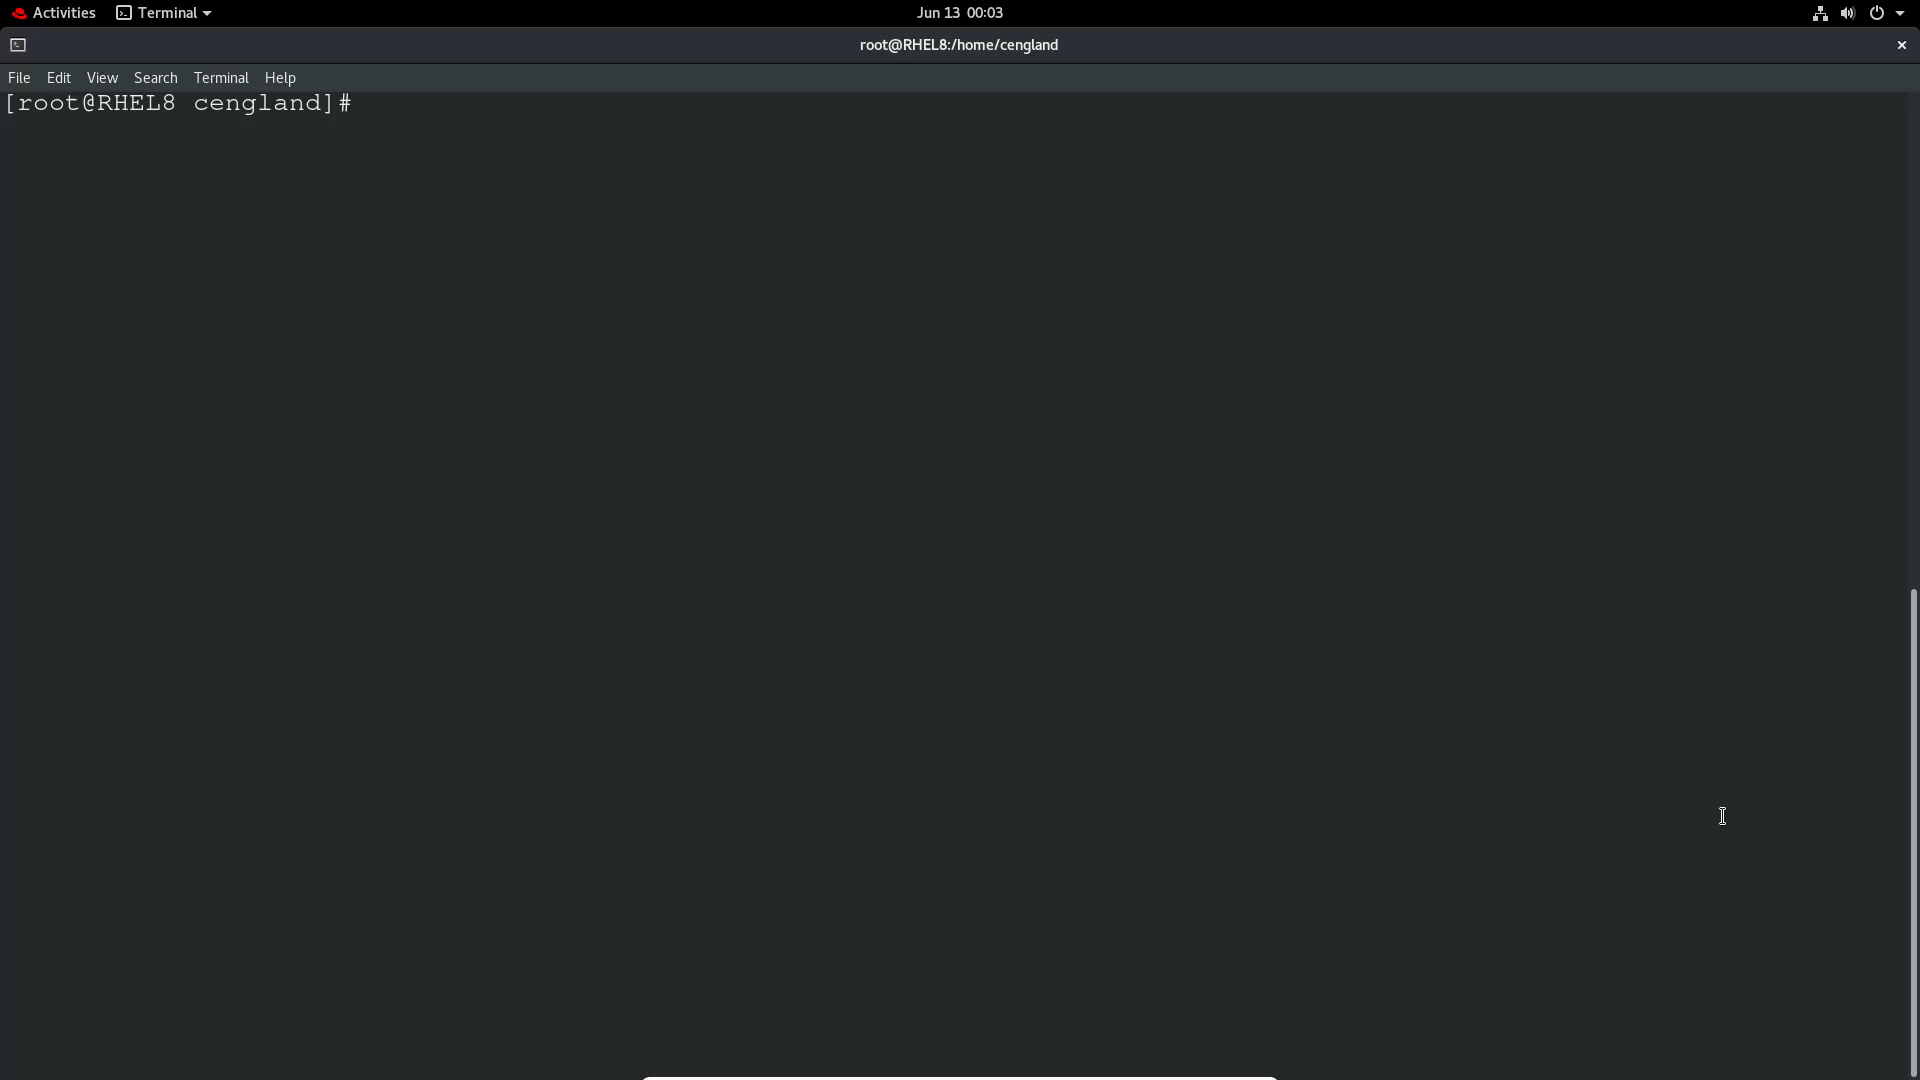 Activities Terminal Jun 13 00:03
root@RHEL8:/home/cengland
File Edit View Search Terminal Help
[root@RHEL8 cengland]#